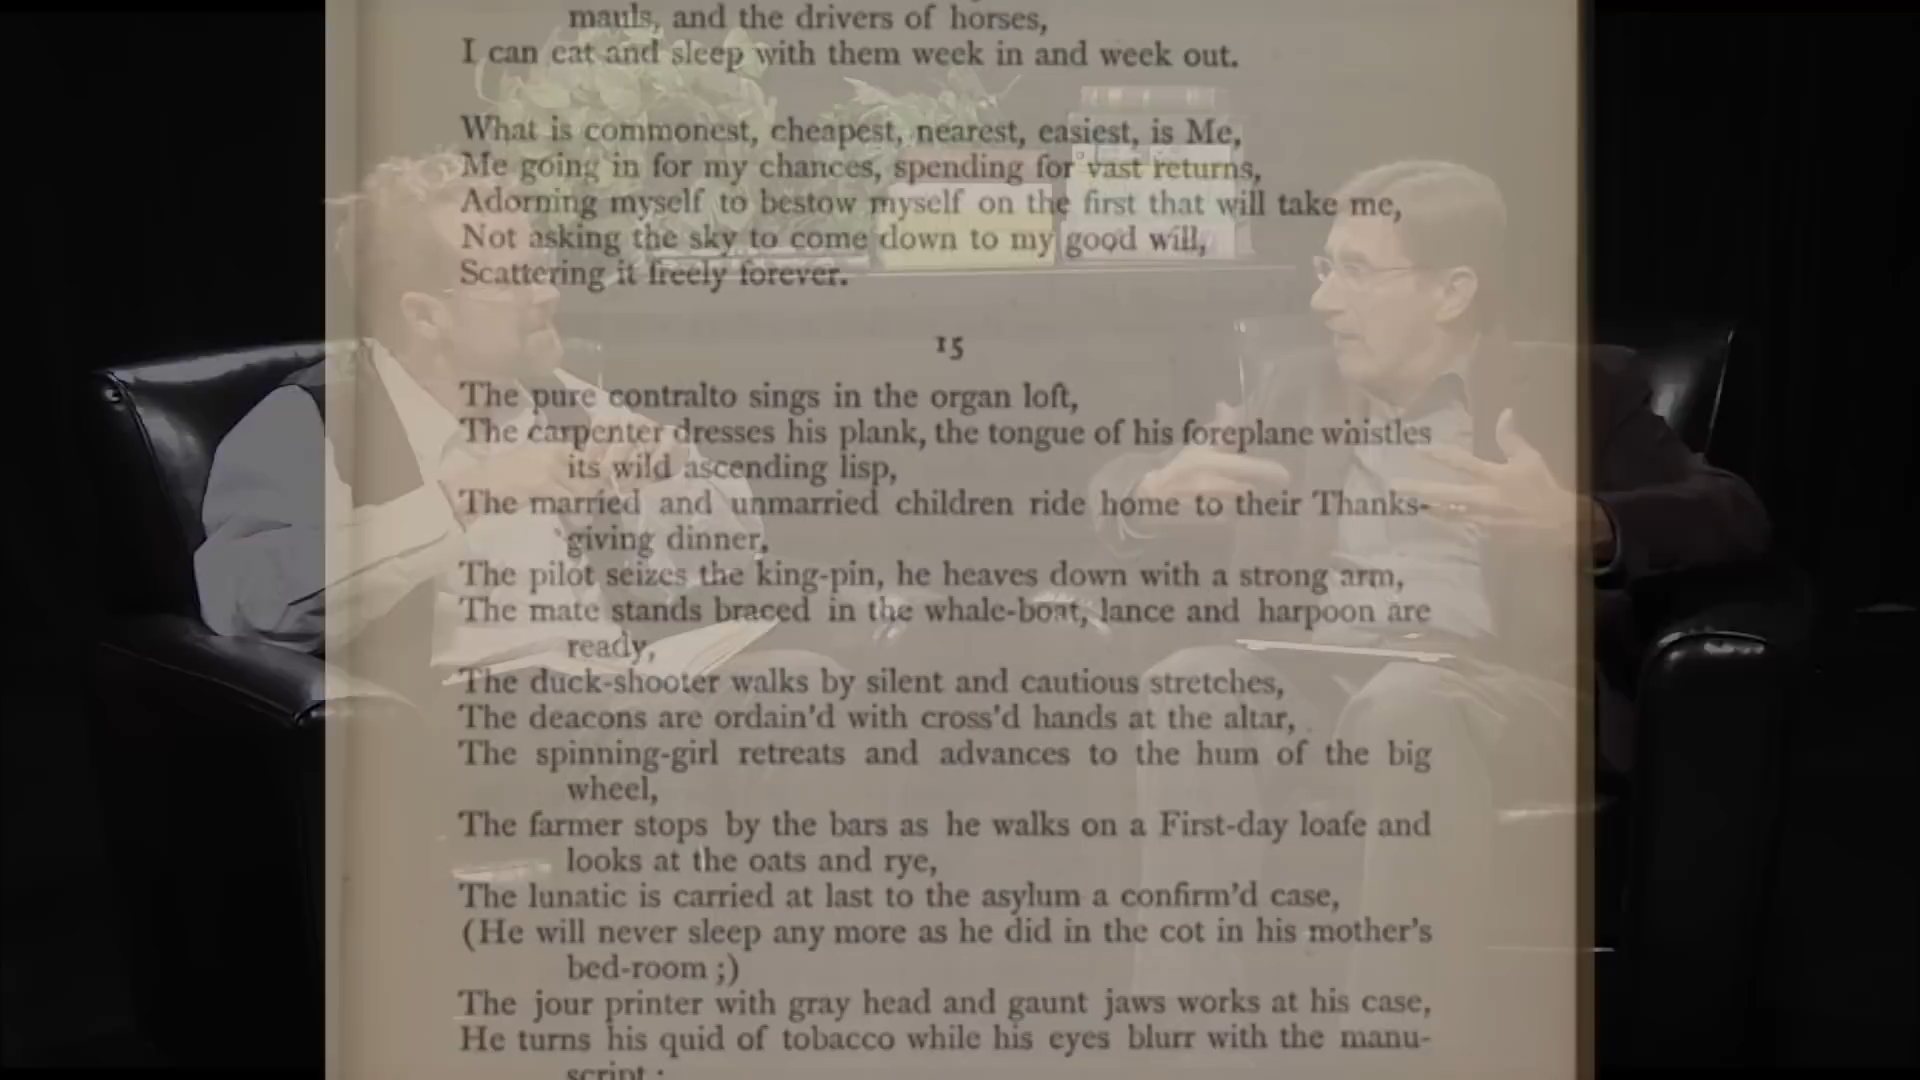 mauls, and the drivers of horses,
I can eat and sleep with them week in and week out.
What is commonest, cheapest, nearest, easiest, is Me,
Me going in for my chances, spending for vast returns,
Adorning myself to bestow myself on the first that will take me,
Not asking the sky to come down to my good will,
Scattering it freely forever.
15
The pure contralto sings in the organ loft,
The carpenter dresses his plank, the tongue of his foreplane whistles
its wild ascending lisp,
The married and unmarried children ride home to their Thanks-
giving dinner,
The pilot seizes the king-pin, he heaves down with a strong arm,
The mate stands braced in the whale-boat, lance and harpoon are
ready,
The duck-shooter walks by silent and cautious stretches,
The deacons are ordain'd with cross'd hands at the altar,
The spinning-girl retreats and advances to the hum of the big
wheel,
The farmer stops by the bars as he walks on a First-day loafe and
looks at the oats and rye,
The lunatic is carried at last to the asylum a confirm'd case,
(He will never sleep any more as he did in the cot in his mother's
bed-room ;)
The jour printer with gray head and gaunt jaws works at his case,
He turns his quid of tobacco while his eyes blurr with the manu-
script ;